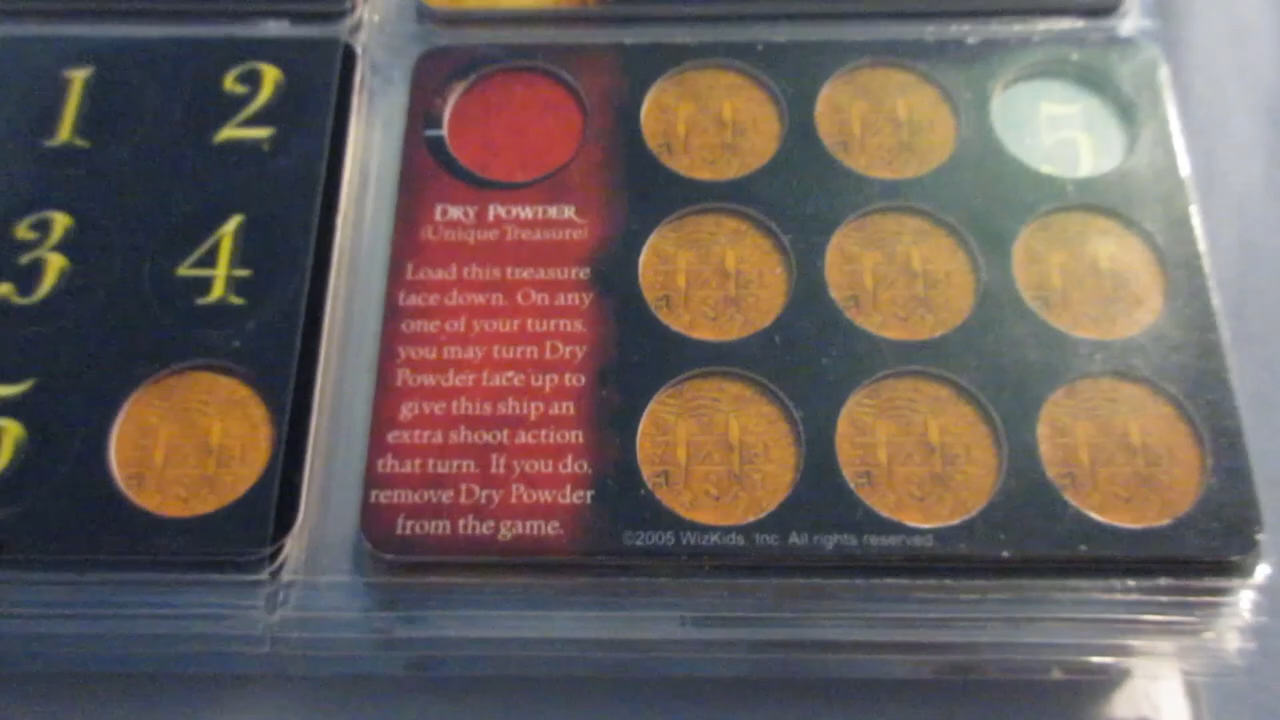 1 2
3 4
5
5
DRY POWDER
(Unique Treasure)
Load this treasure
face down. On any
one of your turns,
you may turn Dry
Powder face up to
give this ship an
extra shoot action
that turn. If you do,
remove Dry Powder
from the game.
©2005 WizKids, Inc. All rights reserved.